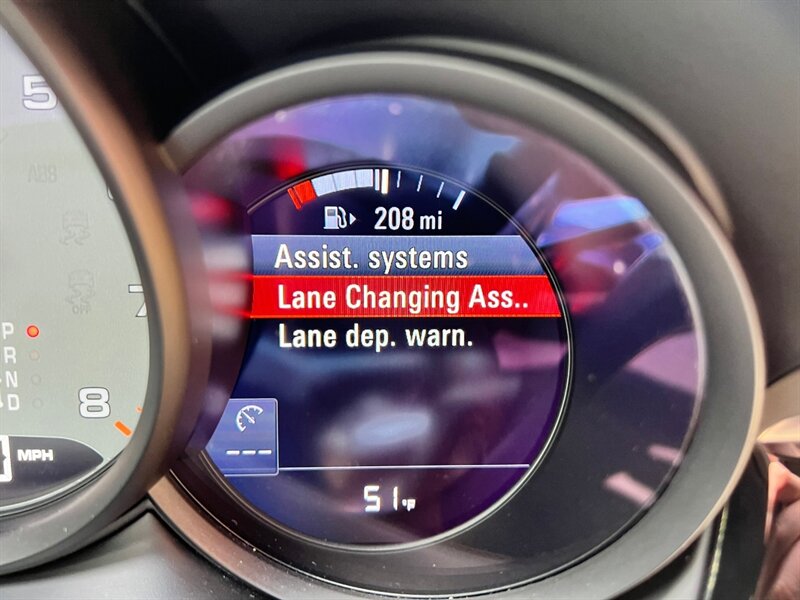 5
7
8
P
R
N
D
MPH
208 mi
Assist. systems
Lane Changing Ass..
Lane dep. warn.
---
51°F